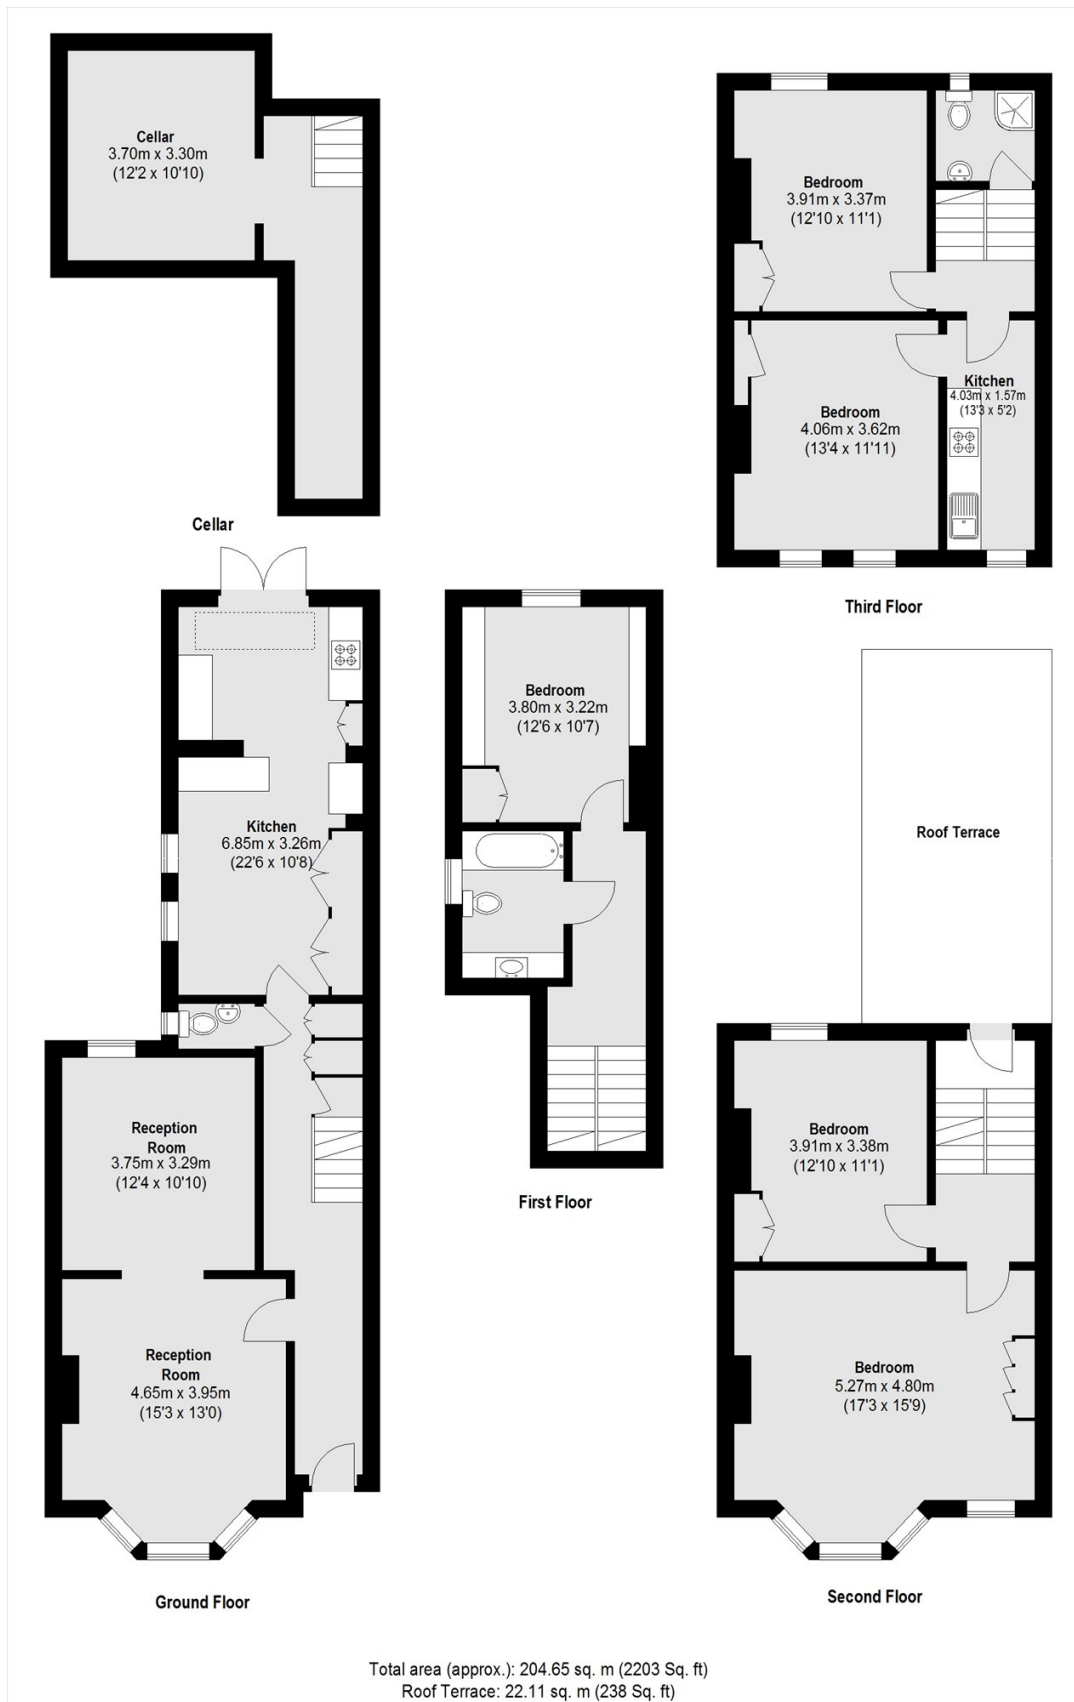 Cellar
3.70m x 3.30m
(12'2 x 10'10)
Cellar
Bedroom
3.91m x 3.37m
(12'10 x 11'1)
Bedroom
4.06m x 3.62m
(13'4 x 11'11)
Kitchen
4.03m x 1.57m
(13'3 x 5'2)
Third Floor
Kitchen
6.85m x 3.26m
(22'6 x 10'8)
Reception
Room
3.75m x 3.29m
(12'4 x 10'10)
Reception
Room
4.65m x 3.95m
(15'3 x 13'0)
Ground Floor
Bedroom
3.80m x 3.22m
(12'6 x 10'7)
First Floor
Roof Terrace
Bedroom
3.91m x 3.38m
(12'10 x 11'1)
Bedroom
5.27m x 4.80m
(17'3 x 15'9)
Second Floor
Total area (approx.): 204.65 sq. m (2203 Sq. ft)
Roof Terrace: 22.11 sq. m (238 Sq. ft)